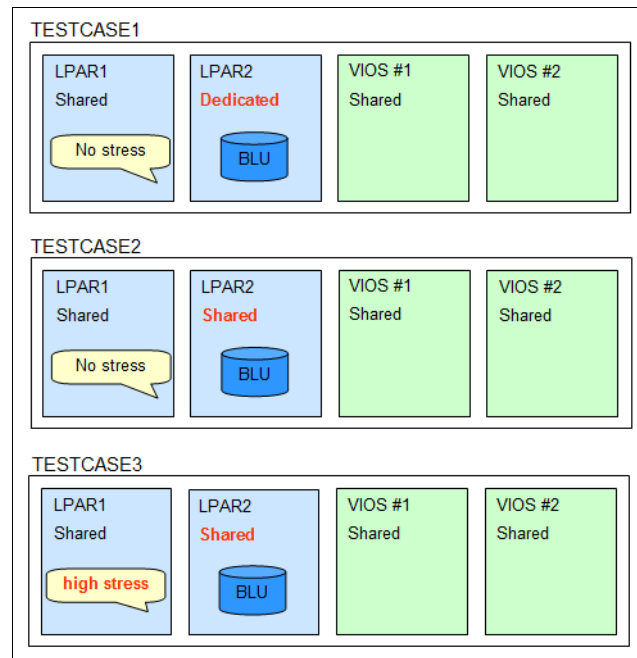 TESTCASE1
LPAR1
Shared
No stress
LPAR2
Dedicated
BLU
VIOS #1
Shared
VIOS #2
Shared
TESTCASE2
LPAR1
Shared
No stress
LPAR2
Shared
BLU
VIOS #1
Shared
VIOS #2
Shared
TESTCASE3
LPAR1
Shared
high stress
LPAR2
Shared
BLU
VIOS #1
Shared
VIOS #2
Shared